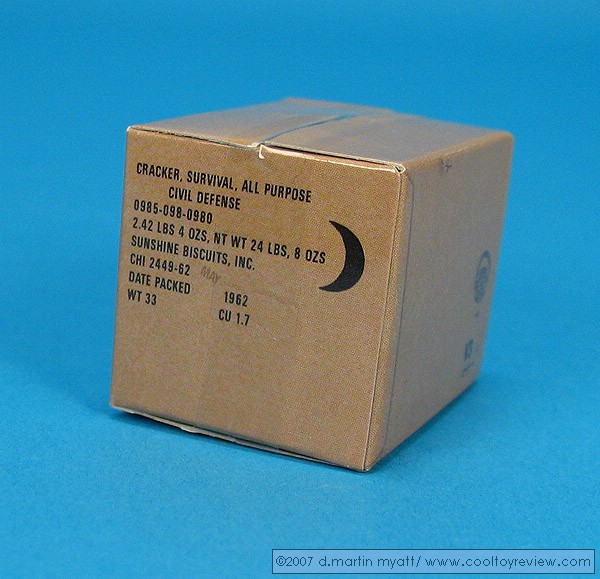 CRACKER, SURVIVAL, ALL PURPOSE
CIVIL DEFENSE
0985-098-0980
2.42 LBS 4 OZS, NT WT 24 LBS, 8 OZS
SUNSHINE BISCUITS, INC.
CHI 2449-62
MAY
DATE PACKED 1962
WT 33 CU 1.7
©2007 d.martin myatt/ www.cooltoyreview.com